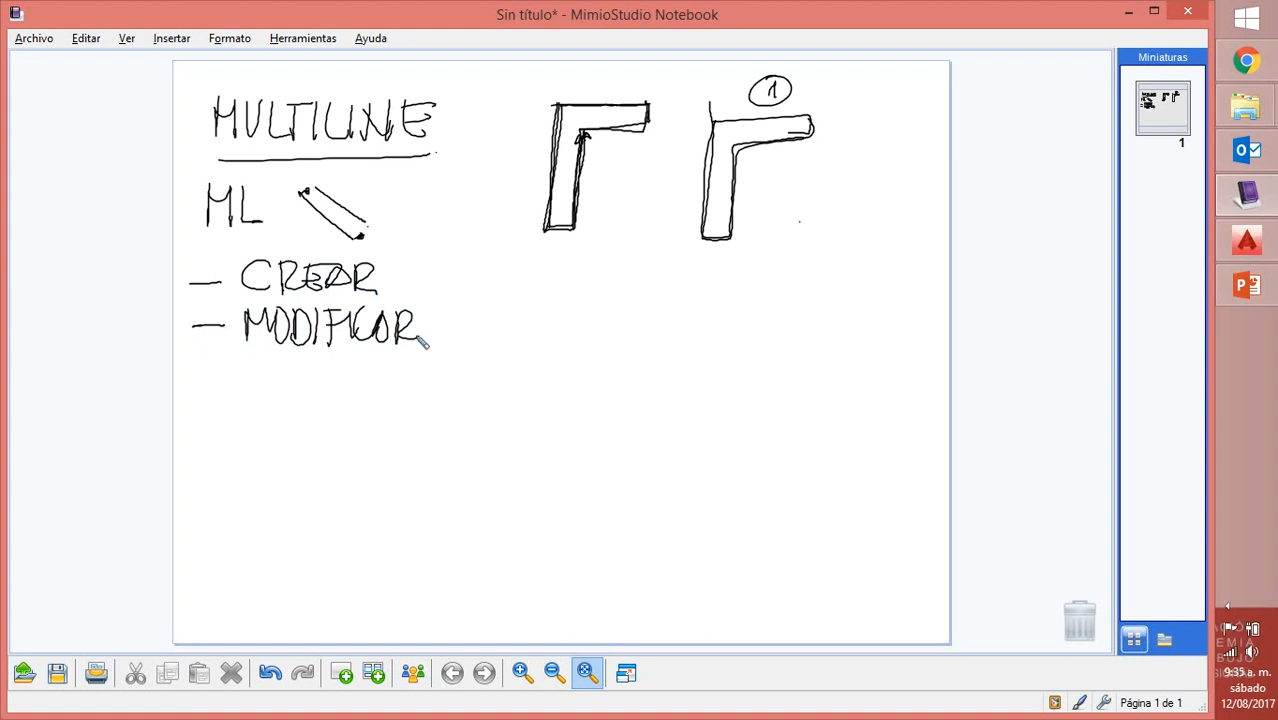 Sin título* - MimioStudio Notebook
Archivo Editar Ver Insertar Formato Herramientas Ayuda
MULTILINE
1
ML
— CREAR
— MODIFICAR
Miniaturas
1
9:35 a. m.
sábado
12/08/2017
Página 1 de 1